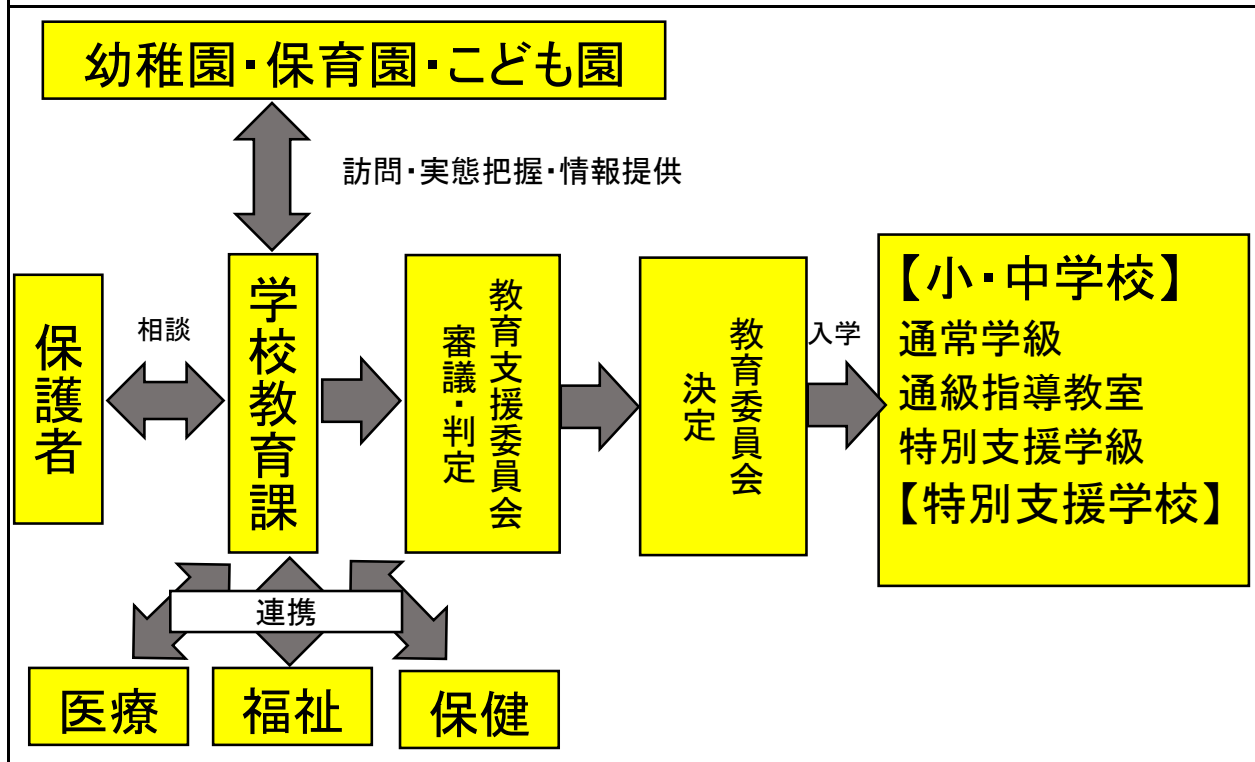 幼稚園・保育園・こども園
訪問・実態把握・情報提供
保護者
相談
学校教育課
教育支援委員会
審議・判定
教育委員会
決定
入学
【小・中学校】
通常学級
通級指導教室
特別支援学級
【特別支援学校】
連携
医療
福祉
保健